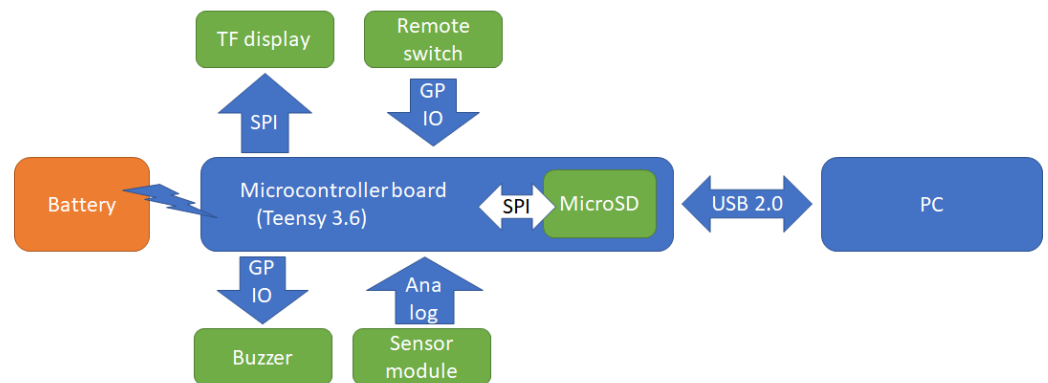 TF display
Remote
switch
SPI
GP
IO
Battery
Microcontroller board
(Teensy 3.6)
SPI
MicroSD
USB 2.0
PC
GP
IO
Ana
log
Buzzer
Sensor
module